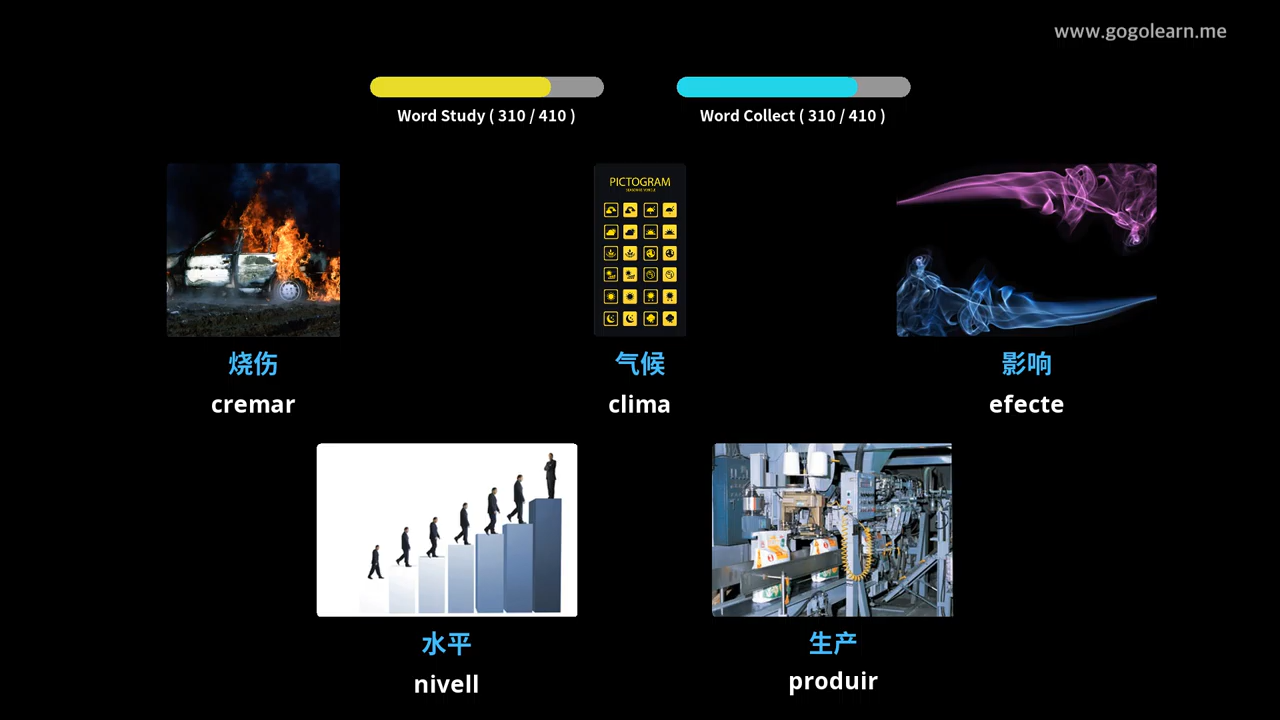 www.gogolearn.me
Word Study ( 310 / 410 )
Word Collect ( 310 / 410 )
PICTOGRAM
烧伤
气候
影响
cremar
clima
efecte
水平
生产
nivell
produir